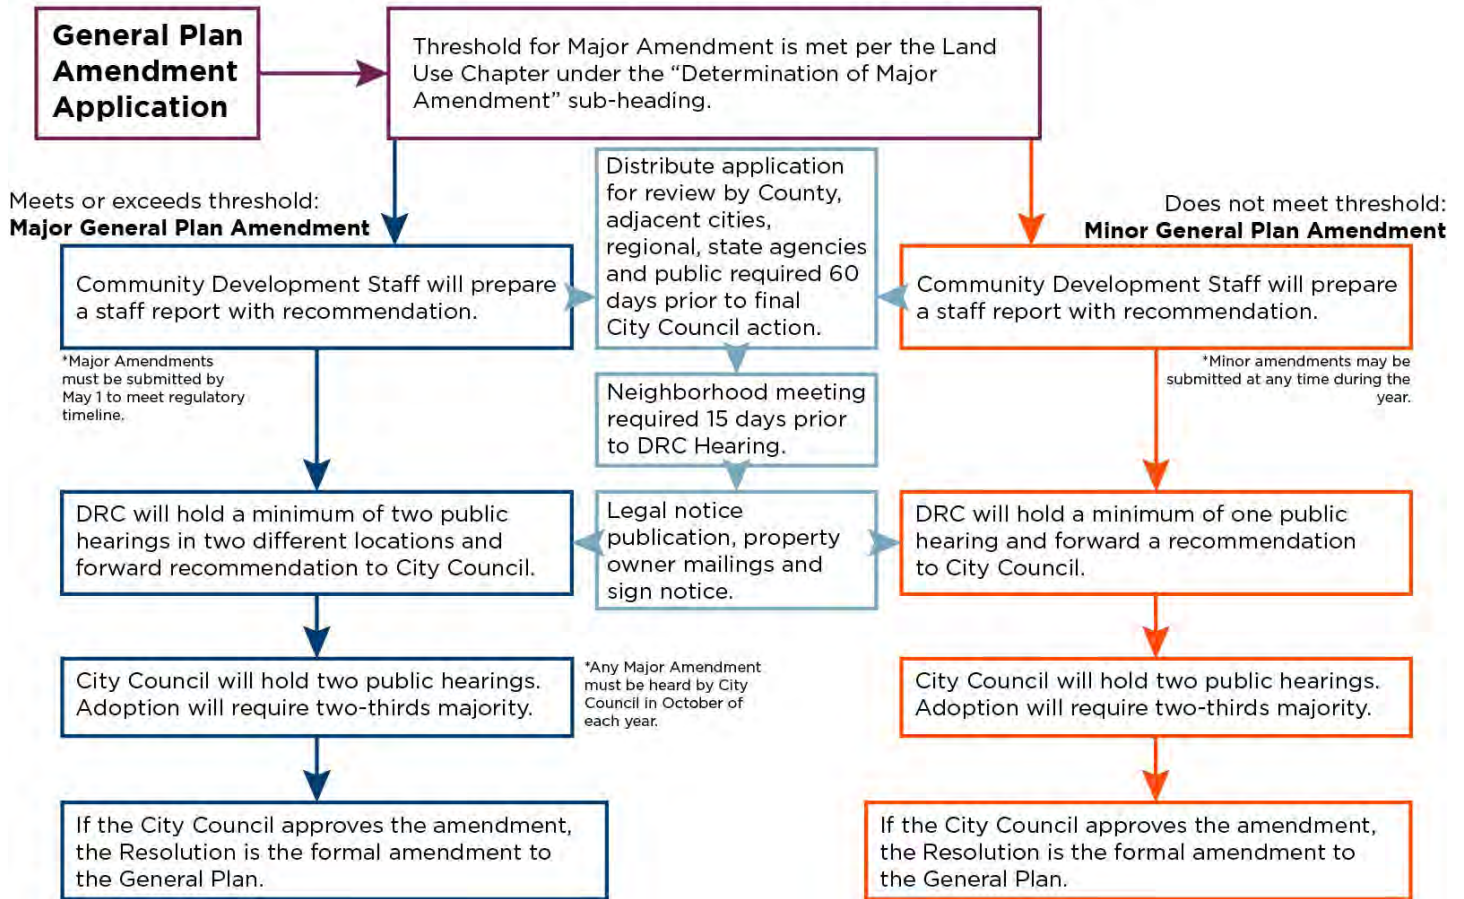 General Plan
Amendment
Application
Threshold for Major Amendment is met per the Land
Use Chapter under the “Determination of Major
Amendment” sub-heading.
Meets or exceeds threshold:
Major General Plan Amendment
Distribute application
for review by County,
adjacent cities,
regional, state agencies
and public required 60
days prior to final
City Council action.
Does not meet threshold:
Minor General Plan Amendment
Community Development Staff will prepare
a staff report with recommendation.
Community Development Staff will prepare
a staff report with recommendation.
*Major Amendments
must be submitted by
May 1 to meet regulatory
timeline.
Neighborhood meeting
required 15 days prior
to DRC Hearing.
*Minor amendments may be
submitted at any time during the
year.
DRC will hold a minimum of two public
hearings in two different locations and
forward recommendation to City Council.
Legal notice
publication, property
owner mailings and
sign notice.
DRC will hold a minimum of one public
hearing and forward a recommendation
to City Council.
City Council will hold two public hearings.
Adoption will require two-thirds majority.
*Any Major Amendment
must be heard by City
Council in October of
each year.
City Council will hold two public hearings.
Adoption will require two-thirds majority.
If the City Council approves the amendment,
the Resolution is the formal amendment to
the General Plan.
If the City Council approves the amendment,
the Resolution is the formal amendment to
the General Plan.